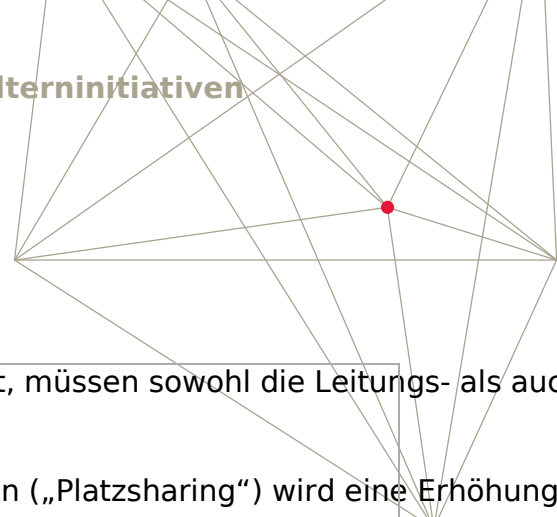 lterninitiativen
t, müssen sowohl die Leitungs- als auc
n („Platzsharing“) wird eine Erhöhung